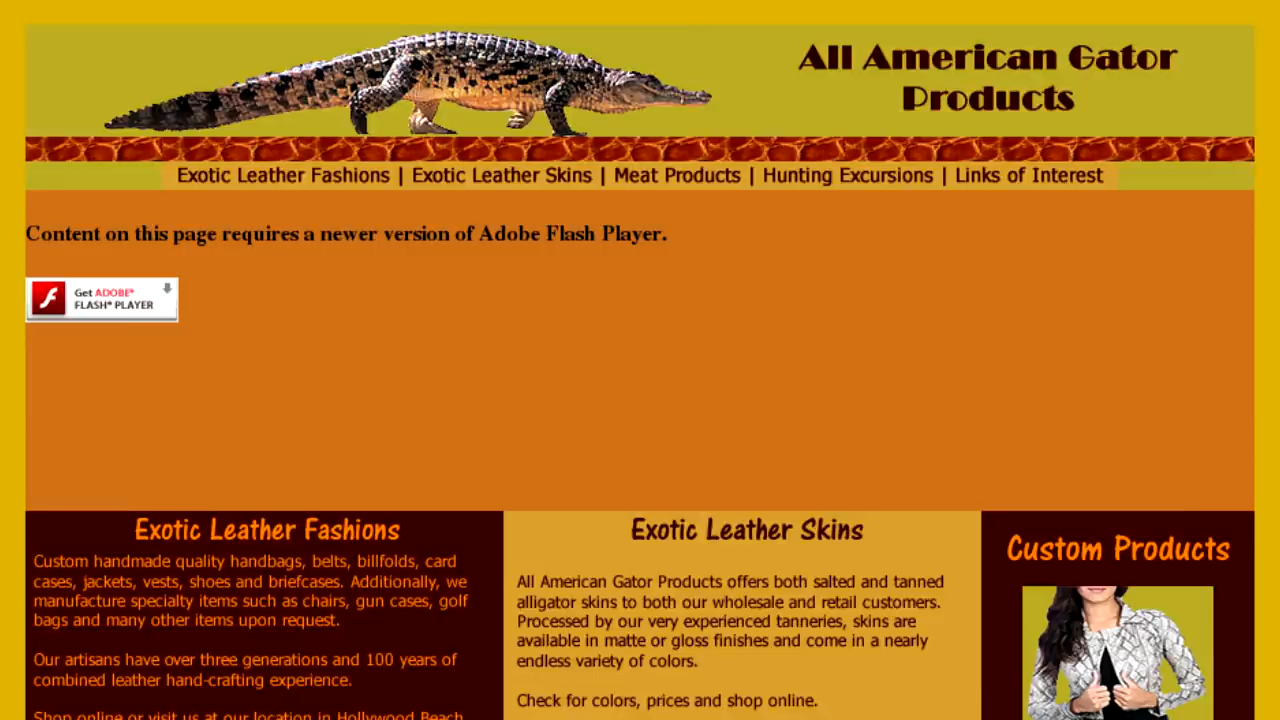 All American Gator
Products
Exotic Leather Fashions | Exotic Leather Skins | Meat Products | Hunting Excursions | Links of Interest
Content on this page requires a newer version of Adobe Flash Player.
Get ADOBE®
FLASH® PLAYER
Exotic Leather Fashions
Custom handmade quality handbags, belts, billfolds, card
cases, jackets, vests, shoes and briefcases. Additionally, we
manufacture specialty items such as chairs, gun cases, golf
bags and many other items upon request.
Our artisans have over three generations and 100 years of
combined leather hand-crafting experience.
Shop online or visit us at our location in Hollywood Beach
Exotic Leather Skins
All American Gator Products offers both salted and tanned
alligator skins to both our wholesale and retail customers.
Processed by our very experienced tanneries, skins are
available in matte or gloss finishes and come in a nearly
endless variety of colors.
Check for colors, prices and shop online.
Custom Products